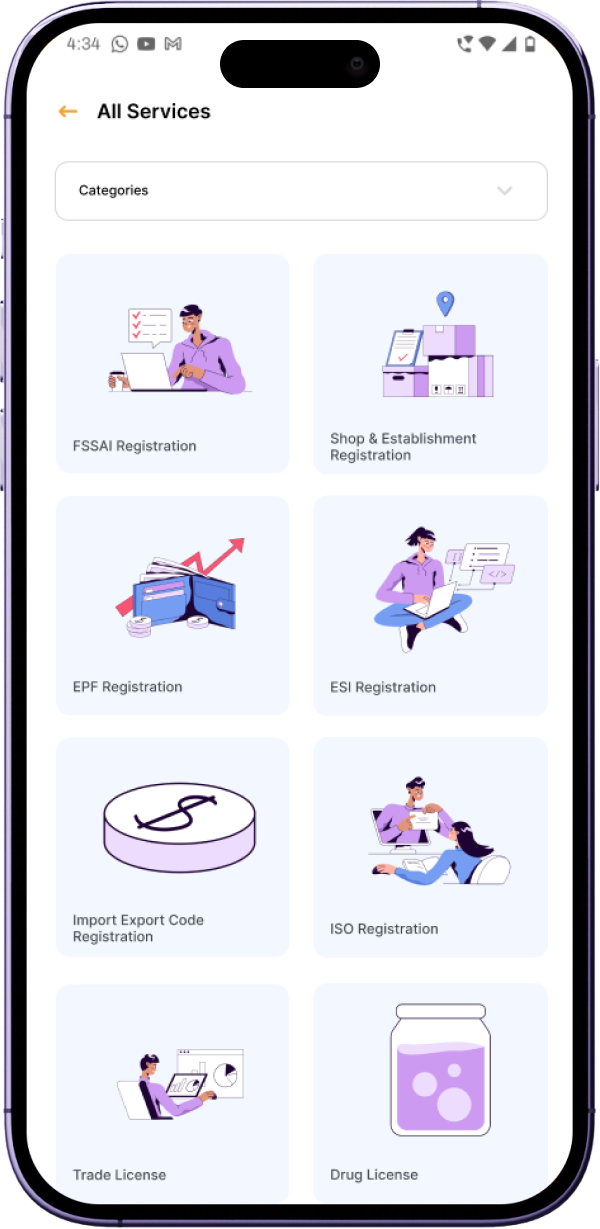 4:34
All Services
Categories
FSSAI Registration
Shop & Establishment
Registration
EPF Registration
ESI Registration
Import Export Code
Registration
ISO Registration
Trade License
Drug License